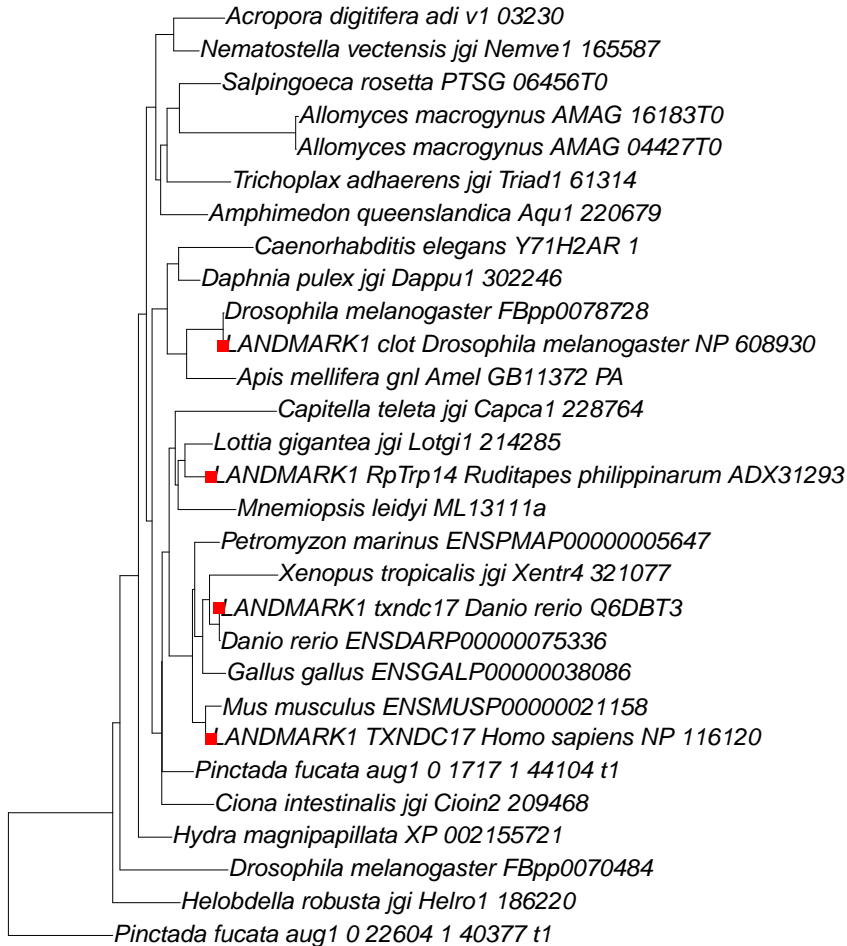 Acropora digitifera adi v1 03230
Nematostella vectensis jgi Nemve1 165587
Salpingoeca rosetta PTSG 06456T0
Allomyces macrogynus AMAG 16183T0
Allomyces macrogynus AMAG 04427T0
Trichoplax adhaerens jgi Triad1 61314
Amphimedon queenslandica Aqu1 220679
Caenorhabditis elegans Y71H2AR 1
Daphnia pulex jgi Dappu1 302246
Drosophila melanogaster FBpp0078728
LANDMARK1 clot Drosophila melanogaster NP 608930
Apis mellifera gnl Amel GB11372 PA
Capitella teleta jgi Capca1 228764
Lottia gigantea jgi Lotgi1 214285
LANDMARK1 RpTrp14 Ruditapes philippinarum ADX31293
Mnemiopsis leidyi ML13111a
Petromyzon marinus ENSPMAP00000005647
Xenopus tropicalis jgi Xentr4 321077
LANDMARK1 txndc17 Danio rerio Q6DBT3
Danio rerio ENSDARP00000075336
Gallus gallus ENSGALP00000038086
Mus musculus ENSMUSP00000021158
LANDMARK1 TXNDC17 Homo sapiens NP 116120
Pinctada fucata aug1 0 1717 1 44104 t1
Ciona intestinalis jgi Cioin2 209468
Hydra magnipapillata XP 002155721
Drosophila melanogaster FBpp0070484
Helobdella robusta jgi Helro1 186220
Pinctada fucata aug1 0 22604 1 40377 t1